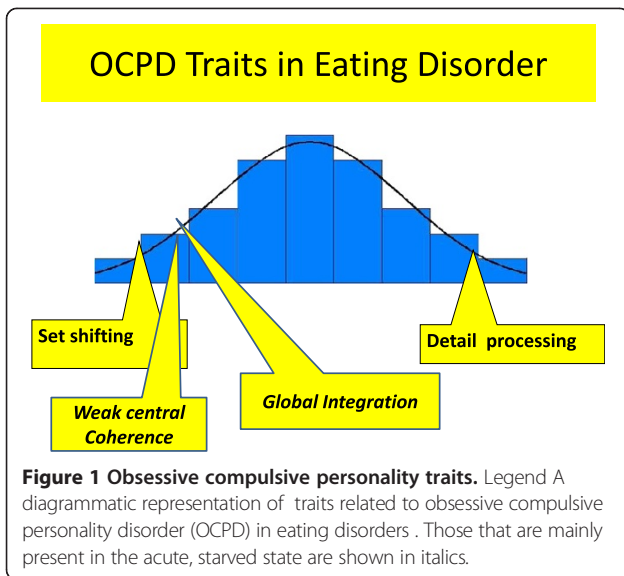 OCPD Traits in Eating Disorder
Set shifting
Detail processing
Weak central
Coherence
Global Integration
Figure 1 Obsessive compulsive personality traits. Legend A
diagrammatic representation of traits related to obsessive compulsive
personality disorder (OCPD) in eating disorders . Those that are mainly
present in the acute, starved state are shown in italics.